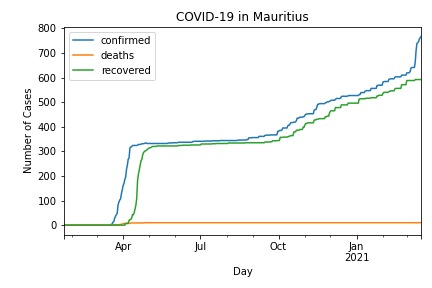 COVID-19 in Mauritius
confirmed
deaths
recovered
Number of Cases
800
700
600
500
400
300
200
100
0
Apr
Jul
Oct
Jan
2021
Day